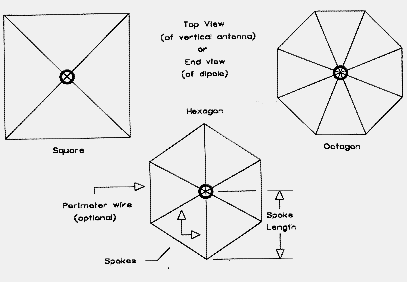 Top View
(of vertical antenna)
or
End view
(of dipole)
Square
Octagon
Hexagon
Perimeter wire
(optional)
Spoke
Length
Spokes